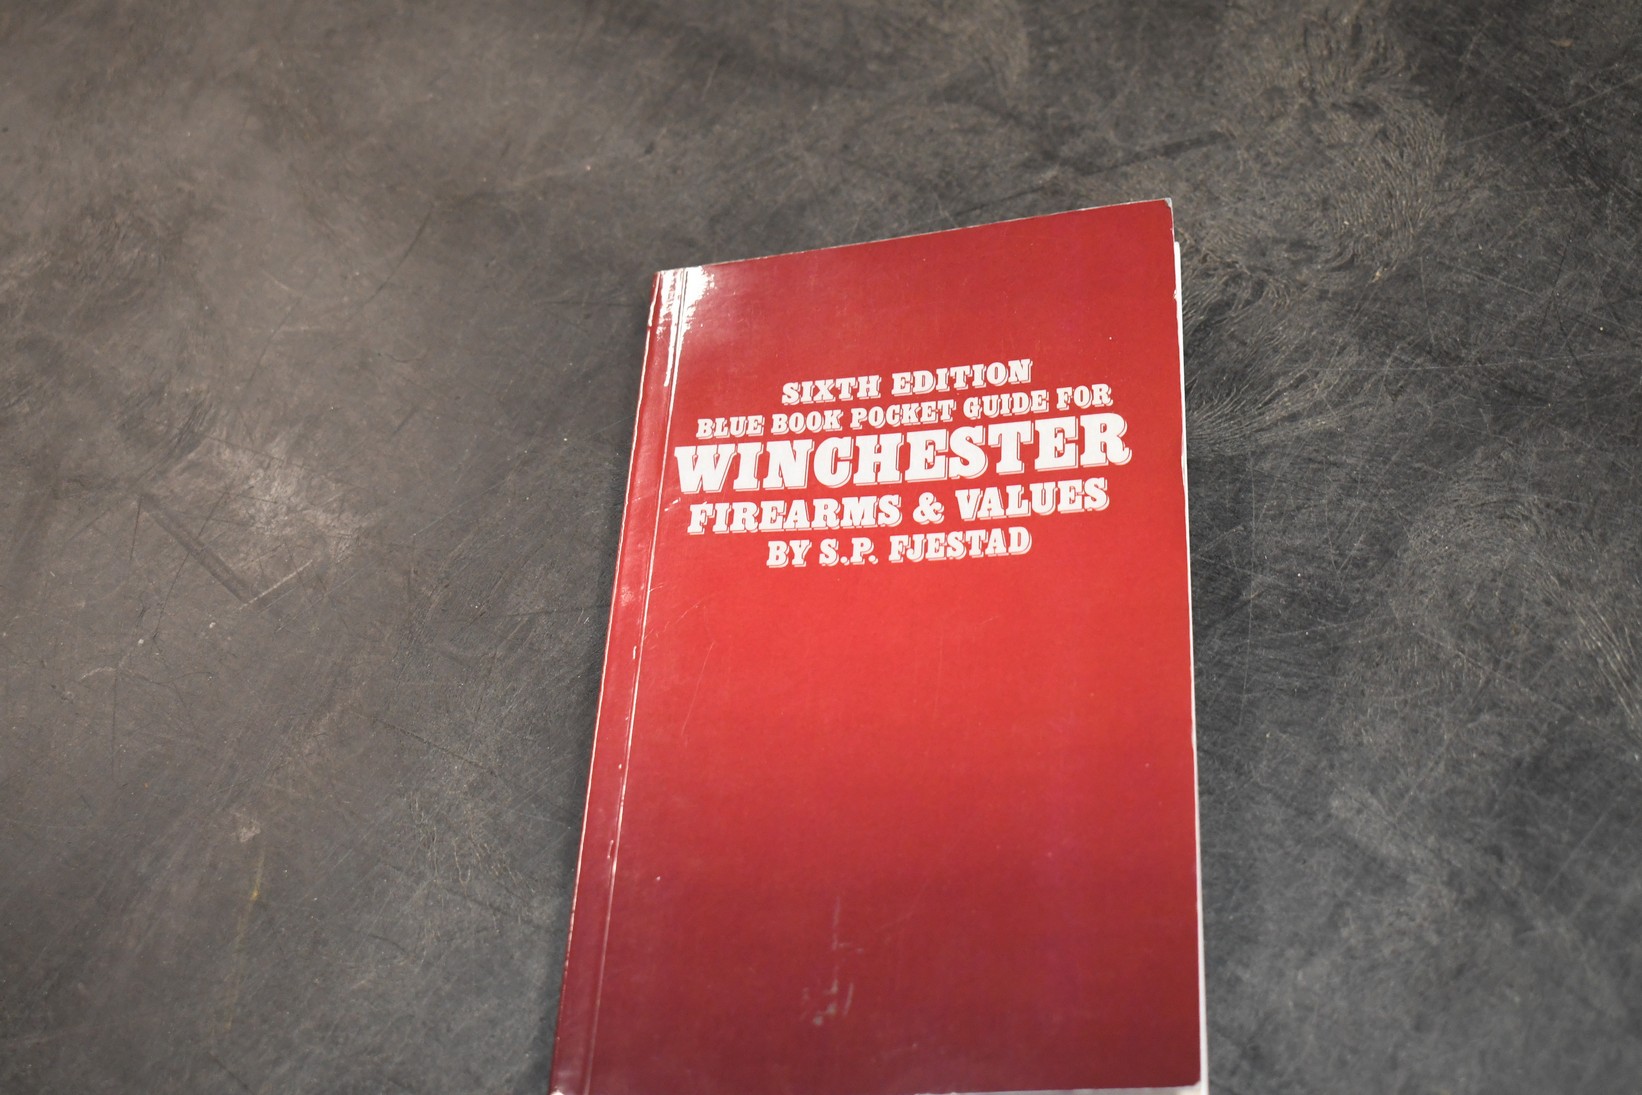 SIXTH EDITION
BLUE BOOK POCKET GUIDE FOR
WINCHESTER
FIREARMS & VALUES
BY S.P. FJESTAD